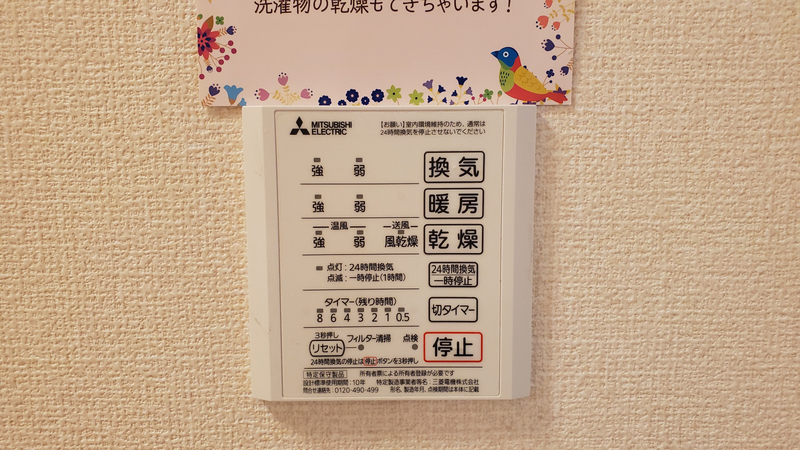 洗濯物の乾燥もできちゃいます!
MITSUBISHI
ELECTRIC
【お願い】室内環境維持のため、通常は
24時間換気を停止させないでください
強 弱 換気
強 弱 暖房
温風 送風
強 弱 風乾燥 乾燥
点灯:24時間換気
点滅:一時停止(1時間)
24時間換気
一時停止
タイマー(残り時間)
8 6 4 3 2 1 0.5
切タイマー
3秒押し
リセット フィルター清掃 点検
停止
24時間換気の停止は停止ボタンを3秒押し
特定保守製品 所有者票による所有者登録が必要です
設計標準使用期間:10年 特定製造事業者等名:三菱電機株式会社
問合せ連絡先:0120-490-499 形名、製造年月、点検期間は本体に記載